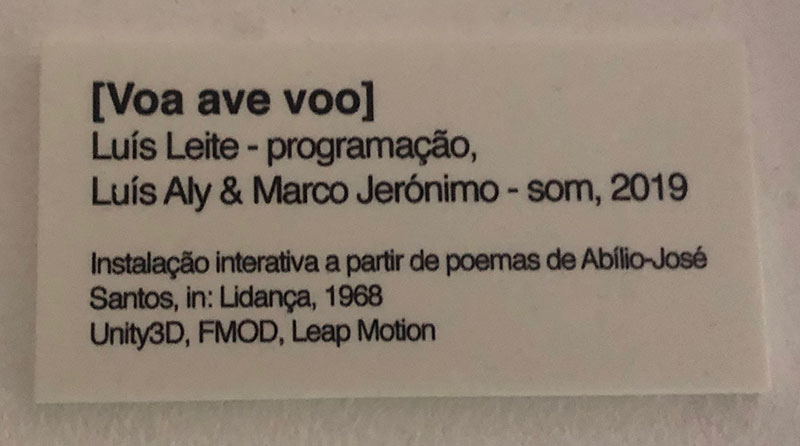 [Voa ave voo]
Luís Leite - programação,
Luís Aly & Marco Jerónimo - som, 2019
Instalação interativa a partir de poemas de Abílio-José
Santos, in: Lidança, 1968
Unity3D, FMOD, Leap Motion